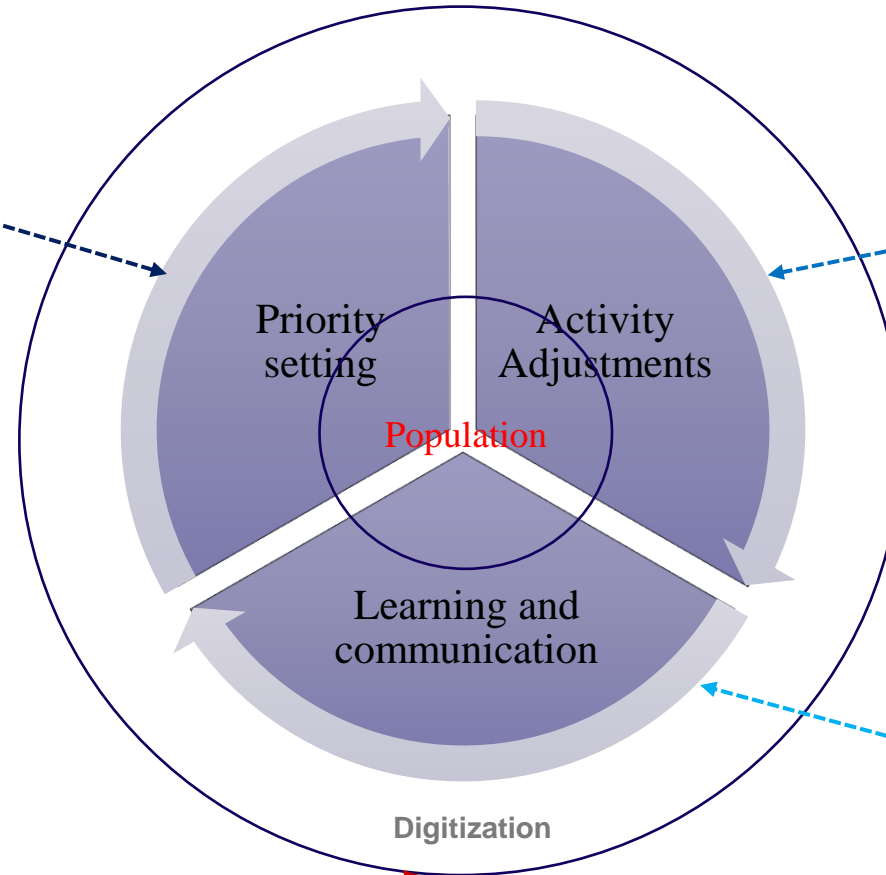 Priority
setting
Activity
Adjustments
Population
Learning and
communication
Digitization